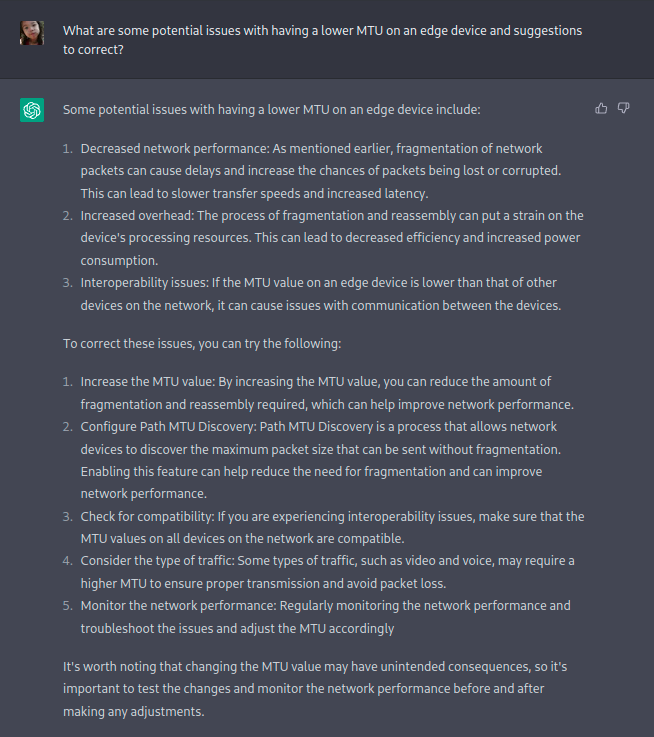 What are some potential issues with having a lower MTU on an edge device and suggestions
to correct?
Some potential issues with having a lower MTU on an edge device include:
1. Decreased network performance: As mentioned earlier, fragmentation of network
packets can cause delays and increase the chances of packets being lost or corrupted.
This can lead to slower transfer speeds and increased latency.
2. Increased overhead: The process of fragmentation and reassembly can put a strain on the
device's processing resources. This can lead to decreased efficiency and increased power
consumption.
3. Interoperability issues: If the MTU value on an edge device is lower than that of other
devices on the network, it can cause issues with communication between the devices.
To correct these issues, you can try the following:
1. Increase the MTU value: By increasing the MTU value, you can reduce the amount of
fragmentation and reassembly required, which can help improve network performance.
2. Configure Path MTU Discovery: Path MTU Discovery is a process that allows network
devices to discover the maximum packet size that can be sent without fragmentation.
Enabling this feature can help reduce the need for fragmentation and can improve
network performance.
3. Check for compatibility: If you are experiencing interoperability issues, make sure that the
MTU values on all devices on the network are compatible.
4. Consider the type of traffic: Some types of traffic, such as video and voice, may require a
higher MTU to ensure proper transmission and avoid packet loss.
5. Monitor the network performance: Regularly monitoring the network performance and
troubleshoot the issues and adjust the MTU accordingly
It's worth noting that changing the MTU value may have unintended consequences, so it's
important to test the changes and monitor the network performance before and after
making any adjustments.